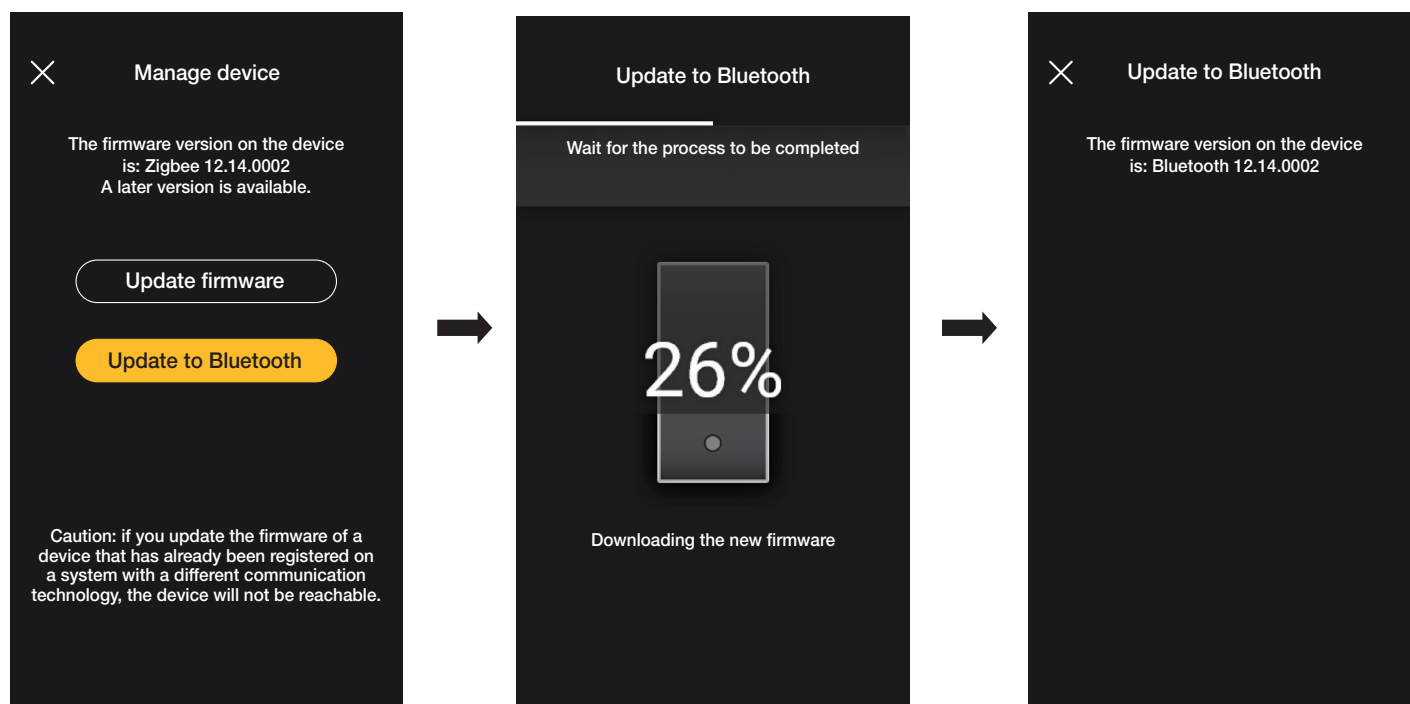 Manage device
The firmware version on the device
is: Zigbee 12.14.0002
A later version is available.
Update firmware
Update to Bluetooth
Caution: if you update the firmware of a
device that has already been registered on
a system with a different communication
technology, the device will not be reachable.
Update to Bluetooth
Wait for the process to be completed
26%
Downloading the new firmware
Update to Bluetooth
The firmware version on the device
is: Bluetooth 12.14.0002